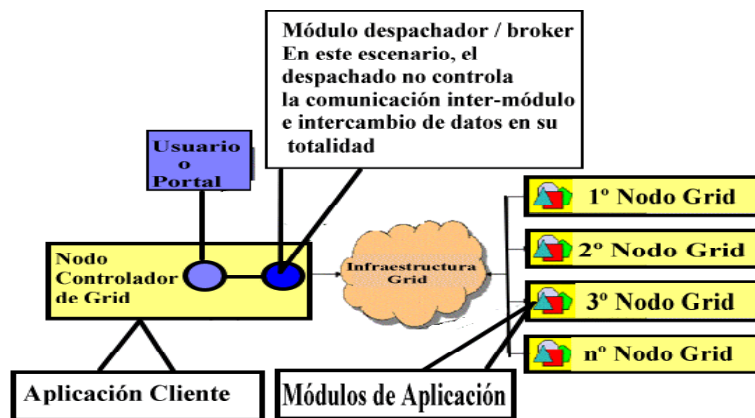 Módulo despachador / broker
En este escenario, el
despachado no controla
la comunicación inter-módulo
e intercambio de datos en su
totalidad
Usuario
o
Portal
Nodo
Controlador
de Grid
Infraestructura
Grid
1º Nodo Grid
2º Nodo Grid
3º Nodo Grid
nº Nodo Grid
Aplicación Cliente
Módulos de Aplicación